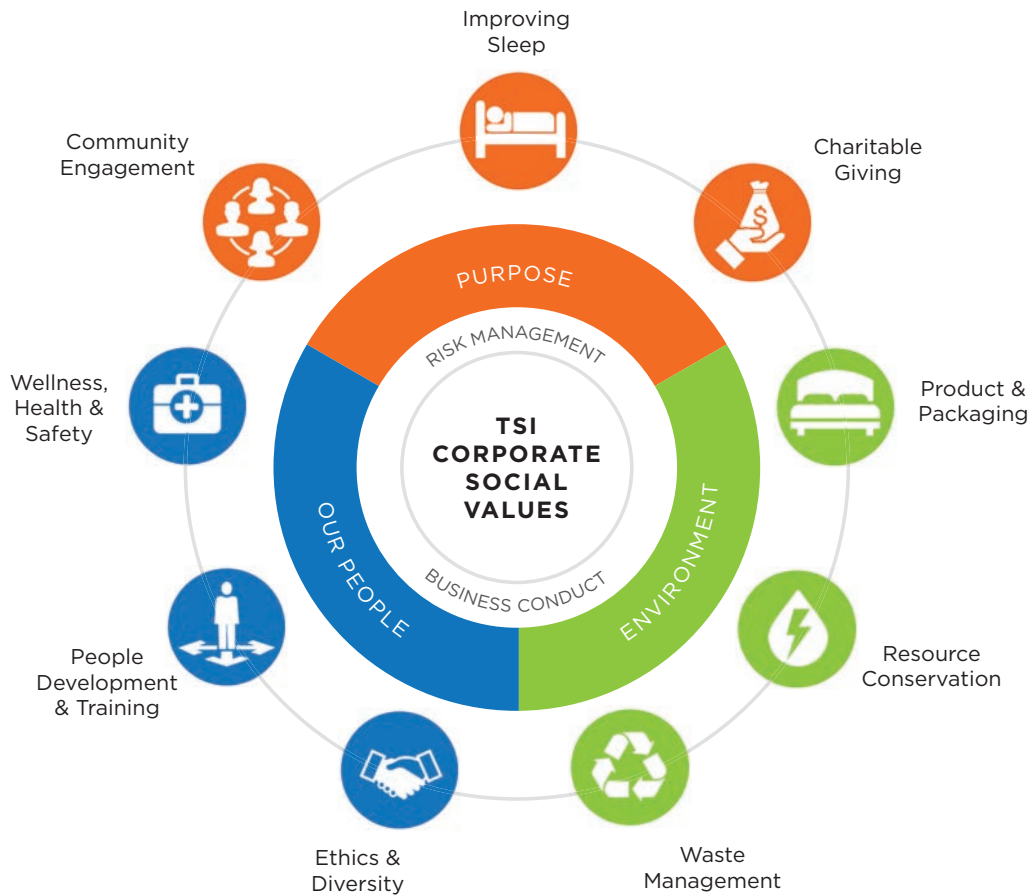 Improving
Sleep
Community
Engagement
Charitable
Giving
$
PURPOSE
RISK MANAGEMENT
Wellness,
Health &
Safety
Product &
Packaging
TSI
CORPORATE
SOCIAL
VALUES
OUR PEOPLE
ENVIRONMENT
BUSINESS CONDUCT
People
Development
& Training
Resource
Conservation
Ethics &
Diversity
Waste
Management